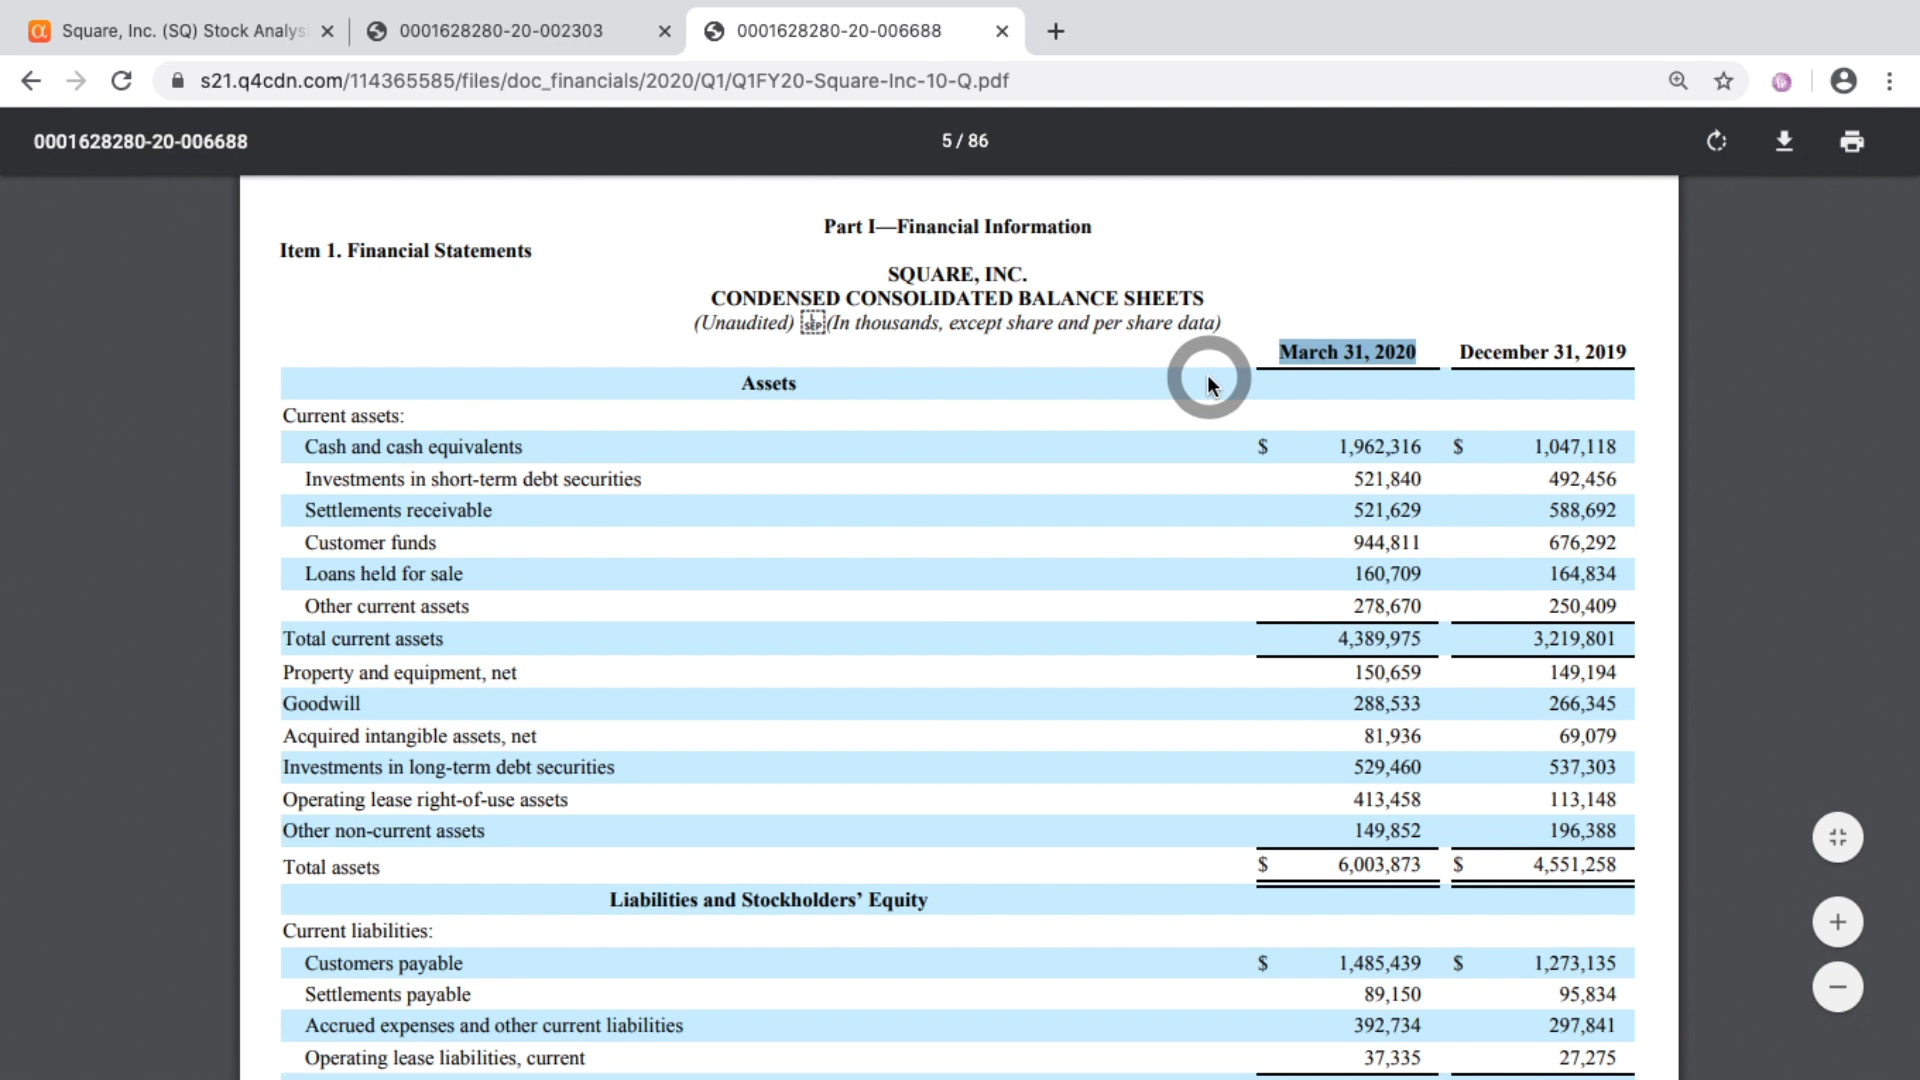 Square, Inc. (SQ) Stock Analys
0001628280-20-002303
0001628280-20-006688
s21.q4cdn.com/114365585/files/doc_financials/2020/Q1/Q1FY20-Square-Inc-10-Q.pdf
0001628280-20-006688
5 / 86
Part I—Financial Information
Item 1. Financial Statements
SQUARE, INC.
CONDENSED CONSOLIDATED BALANCE SHEETS
(Unaudited) SEP (In thousands, except share and per share data)
March 31, 2020 December 31, 2019
Assets
Current assets:
Cash and cash equivalents $ 1,962,316 $ 1,047,118
Investments in short-term debt securities 521,840 492,456
Settlements receivable 521,629 588,692
Customer funds 944,811 676,292
Loans held for sale 160,709 164,834
Other current assets 278,670 250,409
Total current assets 4,389,975 3,219,801
Property and equipment, net 150,659 149,194
Goodwill 288,533 266,345
Acquired intangible assets, net 81,936 69,079
Investments in long-term debt securities 529,460 537,303
Operating lease right-of-use assets 413,458 113,148
Other non-current assets 149,852 196,388
Total assets $ 6,003,873 $ 4,551,258
Liabilities and Stockholders’ Equity
Current liabilities:
Customers payable $ 1,485,439 $ 1,273,135
Settlements payable 89,150 95,834
Accrued expenses and other current liabilities 392,734 297,841
Operating lease liabilities, current 37,335 27,275